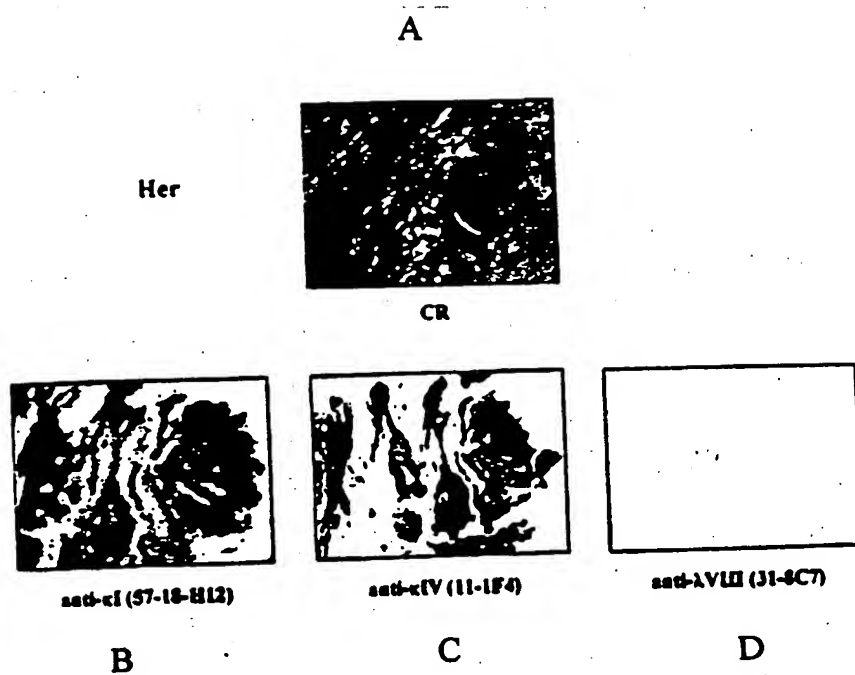 A
Her
CR
anti-κI (57-18-H12)
anti-κIV (11-1F4)
anti-λVIII (31-8C7)
B
C
D